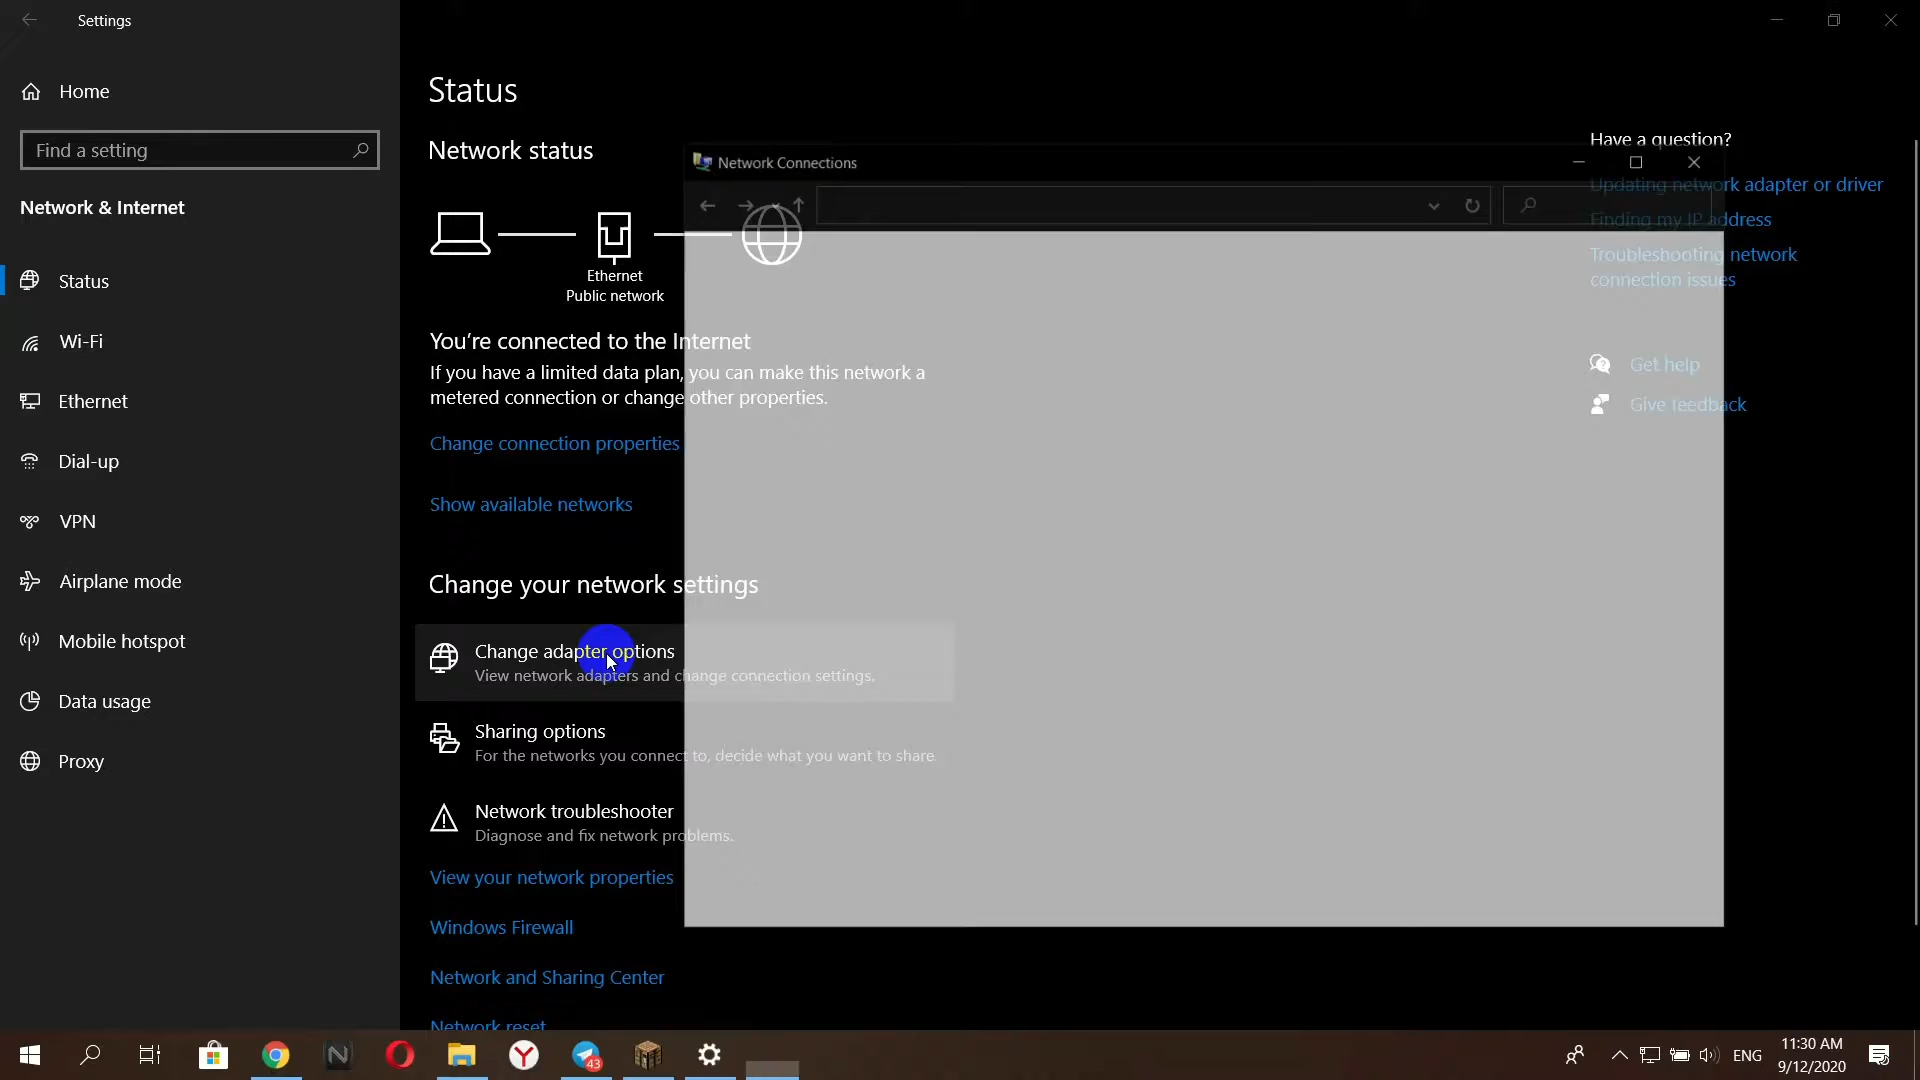 Settings
Home
Find a setting
Network & Internet
Status
Wi-Fi
Ethernet
Dial-up
VPN
Airplane mode
Mobile hotspot
Data usage
Proxy
Status
Network status
Ethernet
Public network
You're connected to the Internet
If you have a limited data plan, you can make this network a
metered connection or change other properties.
Change connection properties
Show available networks
Change your network settings
Change adapter options
View network adapters and change connection settings.
Sharing options
For the networks you connect to, decide what you want to share.
Network troubleshooter
Diagnose and fix network problems.
View your network properties
Windows Firewall
Network and Sharing Center
Network reset
Network Connections
Have a question?
Updating network adapter or driver
Finding my IP address
Troubleshooting network
connection issues
Get help
Give feedback
N
43
ENG
11:30 AM
9/12/2020